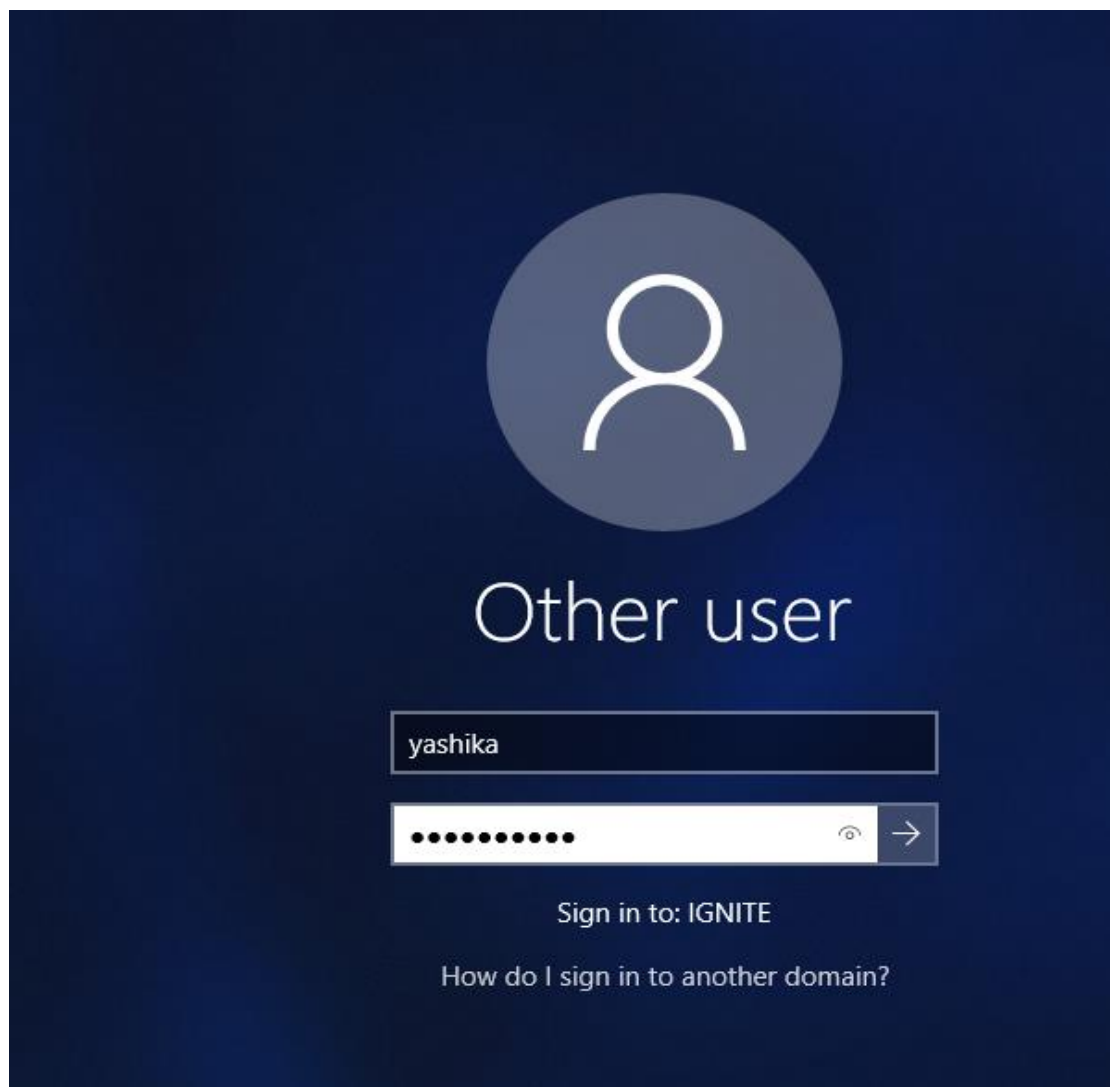 Other user
yashika
●●●●●●●●●●
Sign in to: IGNITE
How do I sign in to another domain?